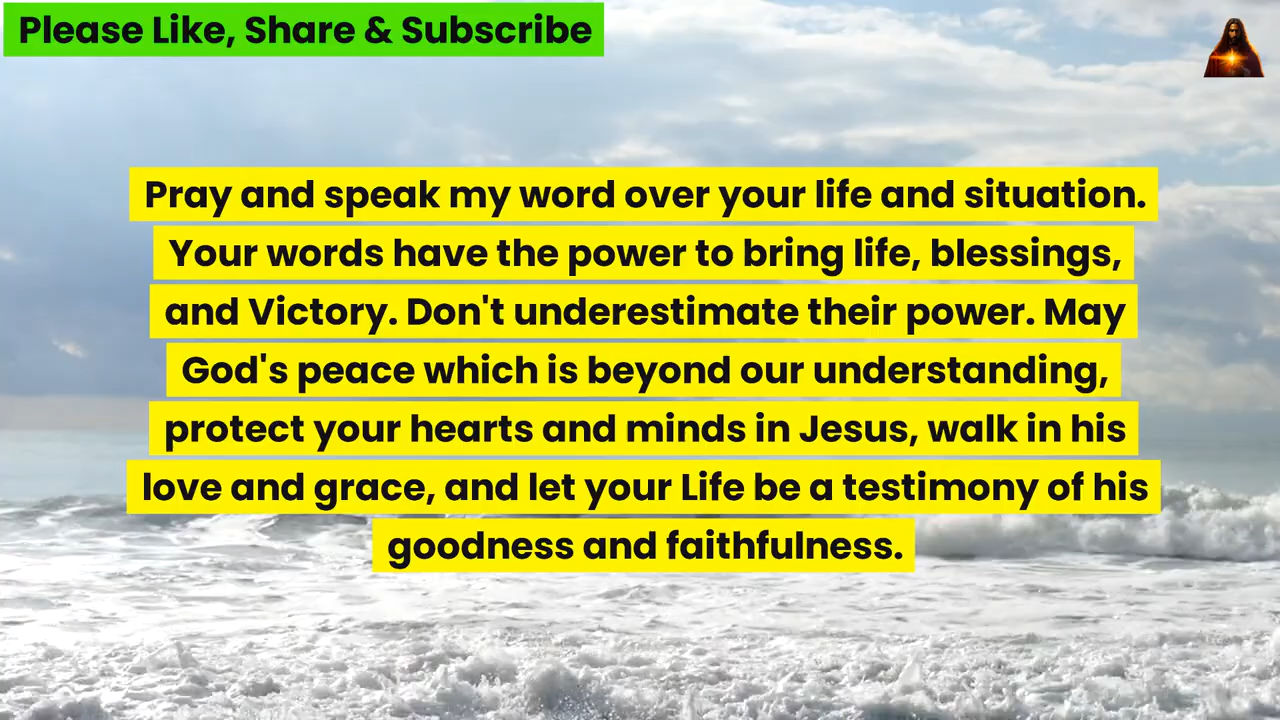 Please Like, Share & Subscribe
Pray and speak my word over your life and situation.
Your words have the power to bring life, blessings,
and Victory. Don't underestimate their power. May
God's peace which is beyond our understanding,
protect your hearts and minds in Jesus, walk in his
love and grace, and let your Life be a testimony of his
goodness and faithfulness.